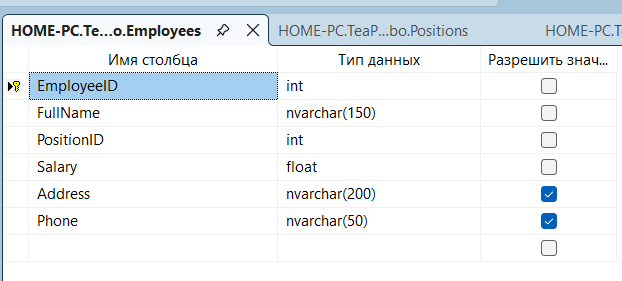 HOME-PC.Te...o.Employees HOME-PC.TeaP...bo.Positions HOME-PC.T
Имя столбца Тип данных Разрешить знач...
EmployeeID int
FullName nvarchar(150)
PositionID int
Salary float
Address nvarchar(200)
Phone nvarchar(50)